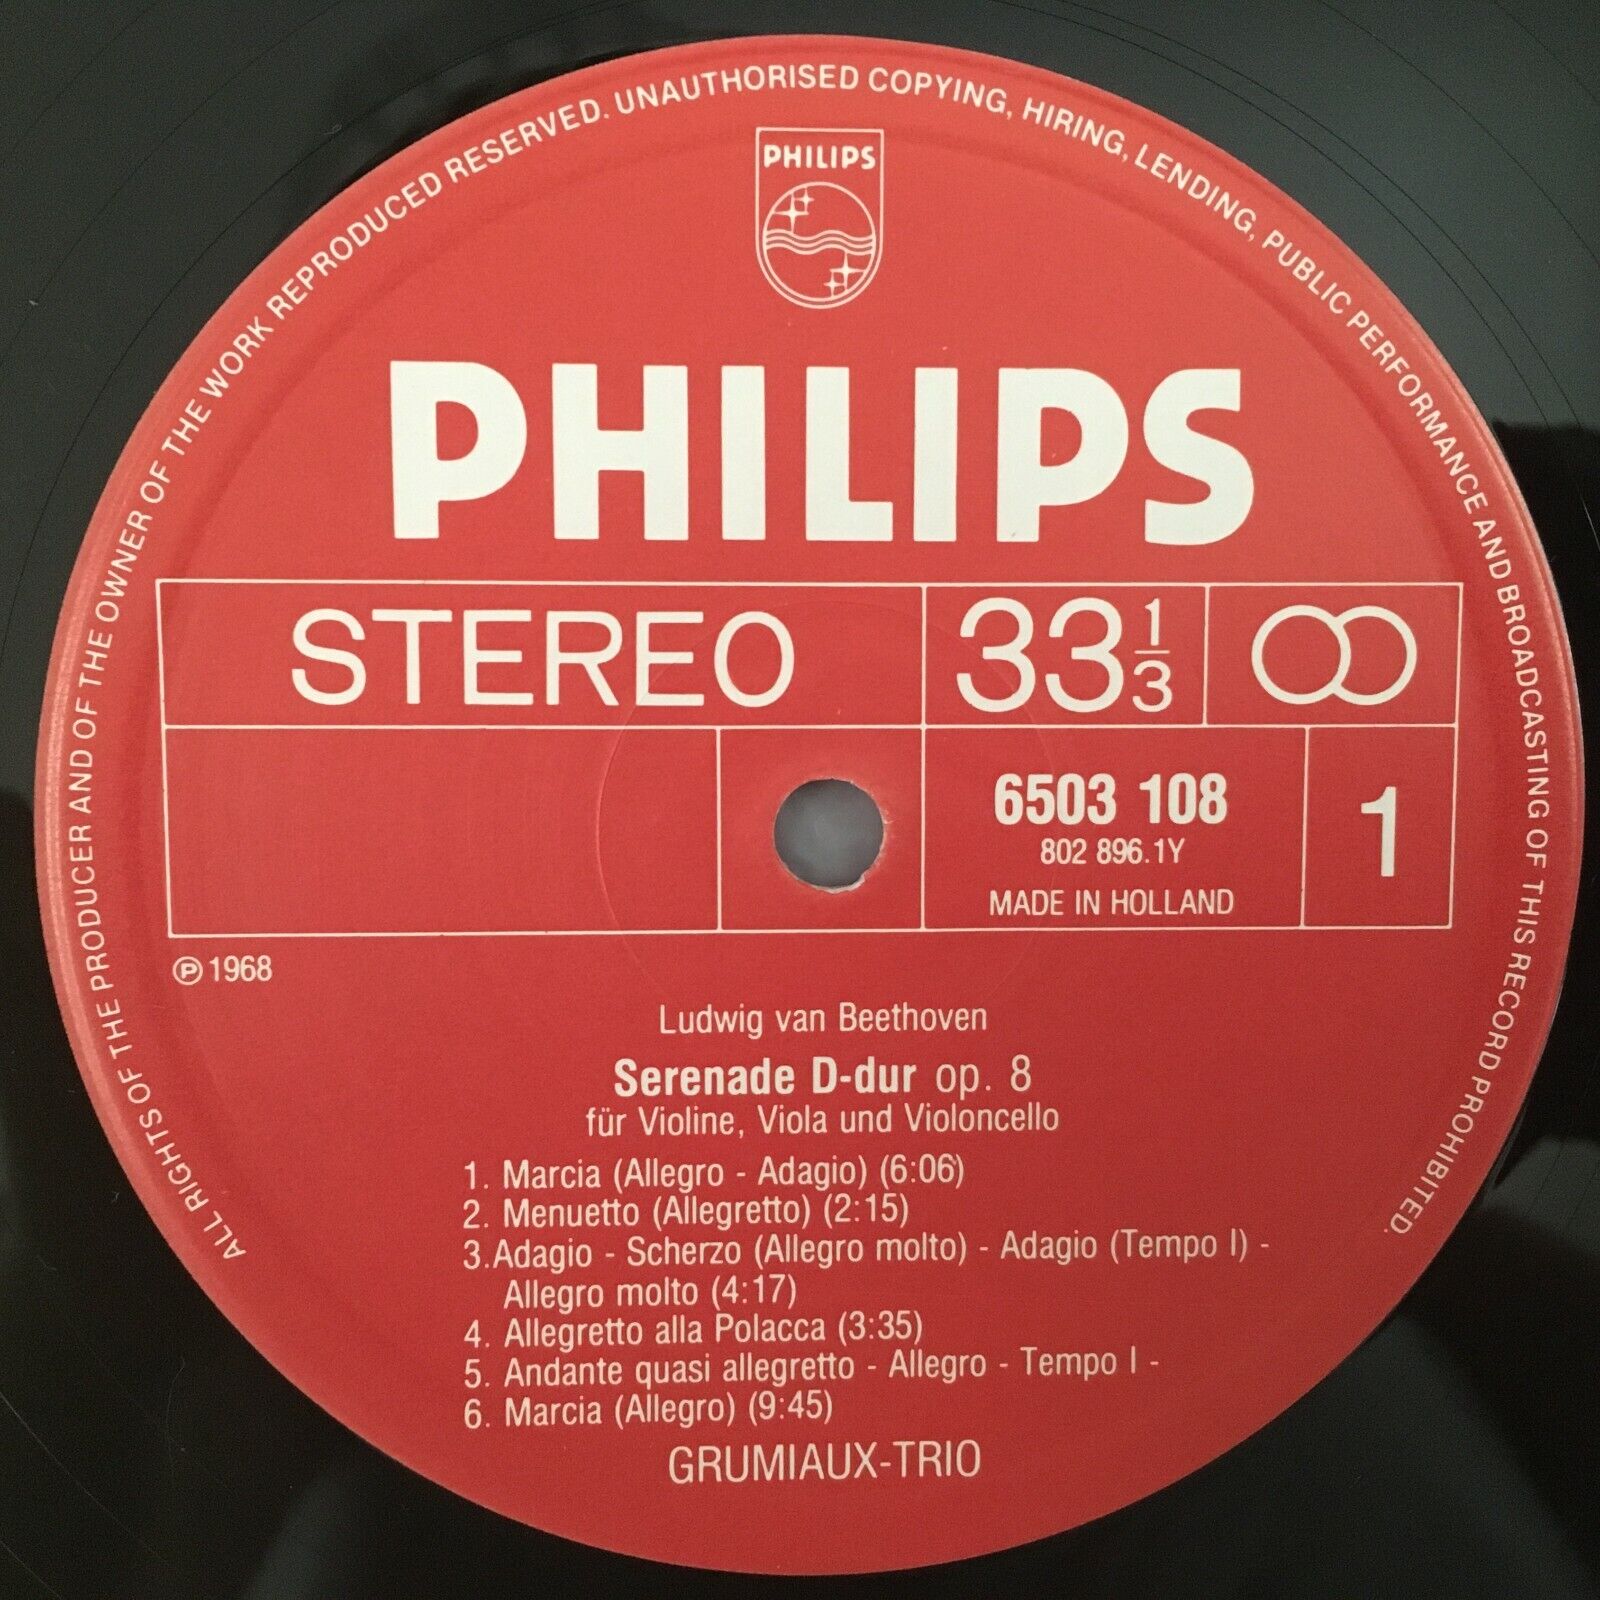 ALL RIGHTS OF THE PRODUCER AND OF THE OWNER OF THE WORK REPRODUCED RESERVED. UNAUTHORISED COPYING, HIRING, LENDING, PUBLIC PERFORMANCE AND BROADCASTING OF THIS RECORD PROHIBITED.
PHILIPS
PHILIPS
STEREO 33 1/3
6503 108 1
802 896.1Y
MADE IN HOLLAND
℗ 1968
Ludwig van Beethoven
Serenade D-dur op. 8
für Violine, Viola und Violoncello
1. Marcia (Allegro - Adagio) (6:06)
2. Menuetto (Allegretto) (2:15)
3.Adagio - Scherzo (Allegro molto) - Adagio (Tempo I) -
Allegro molto (4:17)
4. Allegretto alla Polacca (3:35)
5. Andante quasi allegretto - Allegro - Tempo I -
6. Marcia (Allegro) (9:45)
GRUMIAUX-TRIO